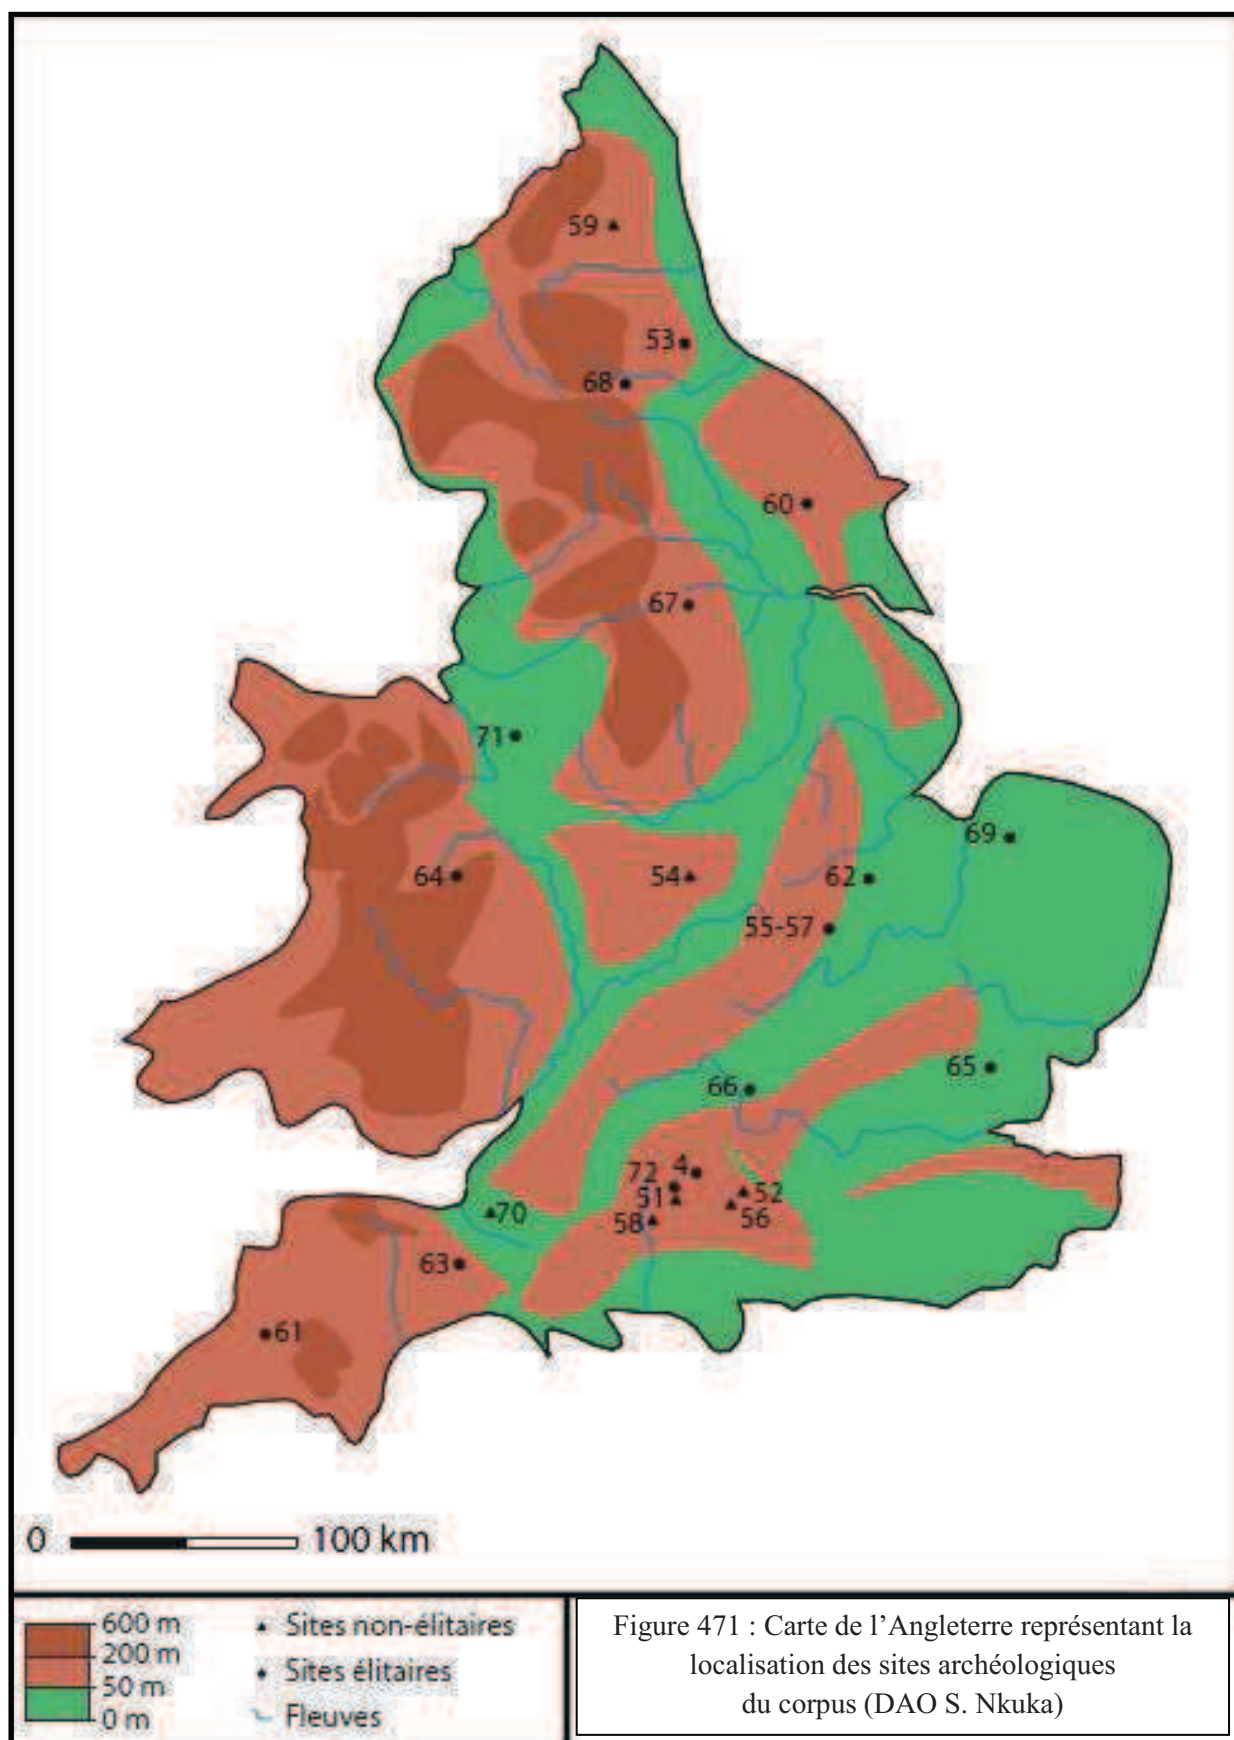 59
53
68
60
67
71
69
64
54
62
55-57
65
66
4
72
51
52
56
58
70
63
61
0 100 km
600 m
200 m
50 m
0 m
Sites non-élitaires
Sites élitaires
Fleuves
Figure 471 : Carte de l’Angleterre représentant la
localisation des sites archéologiques
du corpus (DAO S. Nkuka)